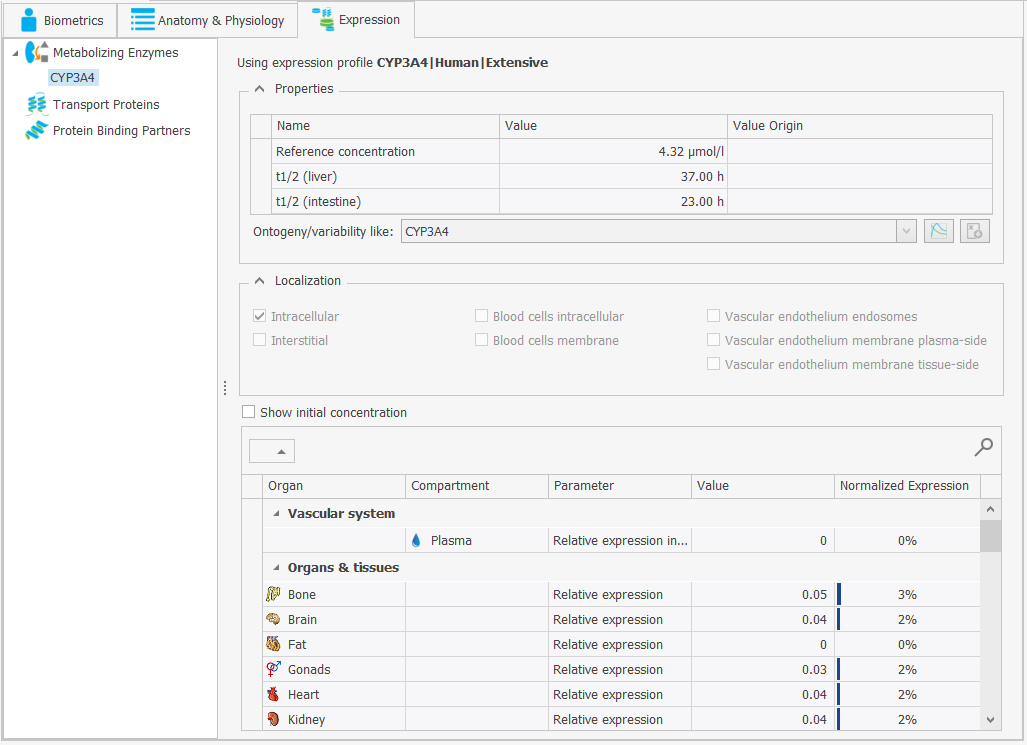 Biometrics Anatomy & Physiology Expression
Metabolizing Enzymes
CYP3A4
Transport Proteins
Protein Binding Partners
Using expression profile CYP3A4|Human|Extensive
Properties
Name Value Value Origin
Reference concentration 4.32 µmol/l
t1/2 (liver) 37.00 h
t1/2 (intestine) 23.00 h
Ontogeny/variability like: CYP3A4
Localization
Intracellular Blood cells intracellular Vascular endothelium endosomes
Interstitial Blood cells membrane Vascular endothelium membrane plasma-side
Vascular endothelium membrane tissue-side
Show initial concentration
Organ Compartment Parameter Value Normalized Expression
Vascular system
Plasma Relative expression in... 0 0%
Organs & tissues
Bone Relative expression 0.05 3%
Brain Relative expression 0.04 2%
Fat Relative expression 0 0%
Gonads Relative expression 0.03 2%
Heart Relative expression 0.04 2%
Kidney Relative expression 0.04 2%